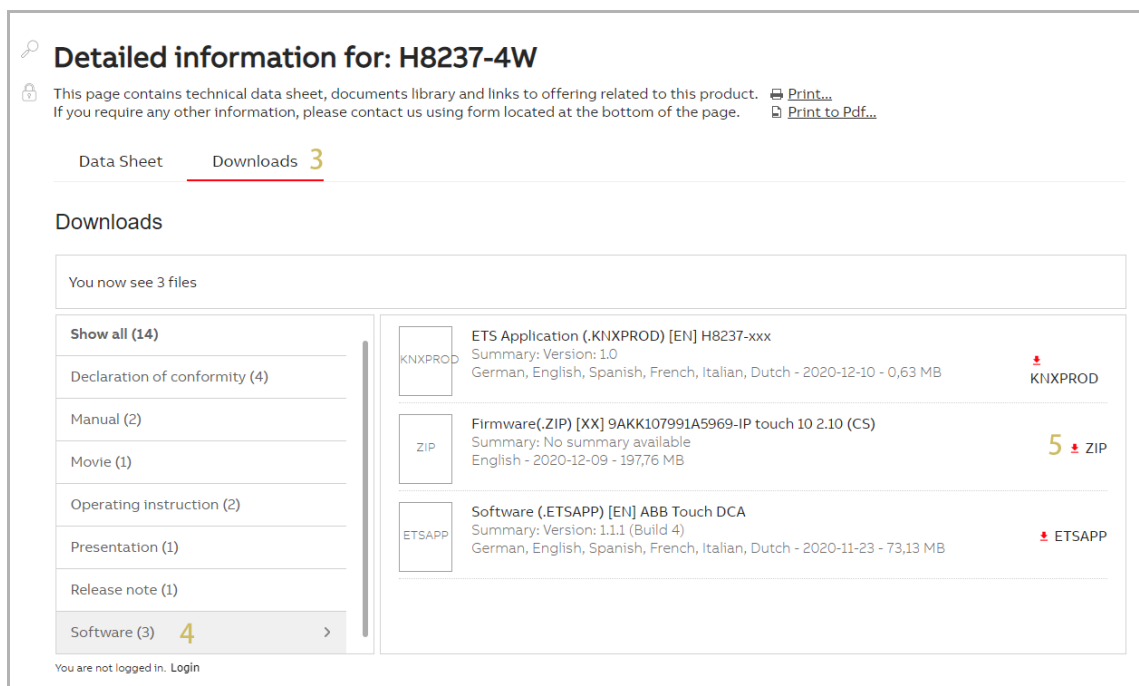 Detailed information for: H8237-4W
This page contains technical data sheet, documents library and links to offering related to this product. Print...
If you require any other information, please contact us using form located at the bottom of the page. Print to Pdf...
Data Sheet Downloads 3
Downloads
You now see 3 files
Show all (14)
Declaration of conformity (4)
Manual (2)
Movie (1)
Operating instruction (2)
Presentation (1)
Release note (1)
Software (3) 4
KNXPROD
ETS Application (.KNXPROD) [EN] H8237-xxx
Summary: Version: 1.0
German, English, Spanish, French, Italian, Dutch - 2020-12-10 - 0,63 MB
KNXPROD
ZIP
Firmware(.ZIP) [XX] 9AKK107991A5969-IP touch 10 2.10 (CS)
Summary: No summary available
English - 2020-12-09 - 197,76 MB
5 ZIP
ETSAPP
Software (.ETSAPP) [EN] ABB Touch DCA
Summary: Version: 1.1.1 (Build 4)
German, English, Spanish, French, Italian, Dutch - 2020-11-23 - 73,13 MB
ETSAPP
You are not logged in. Login